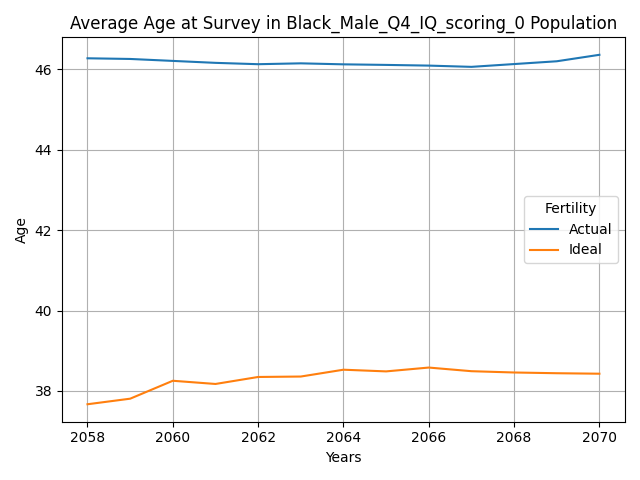 Average Age at Survey in Black_Male_Q4_IQ_scoring_0 Population
Age
46
44
42
40
38
Fertility
Actual
Ideal
2058
2060
2062
2064
2066
2068
2070
Years